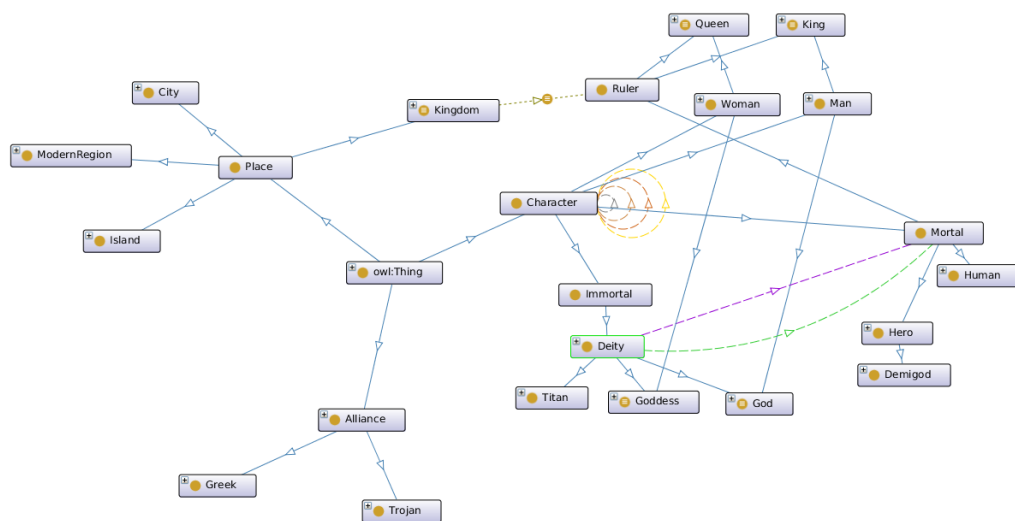 Queen
King
City
Ruler
Kingdom
Woman
Man
ModernRegion
Place
Character
Island
Mortal
owl:Thing
Human
Immortal
Hero
Deity
Demigod
Titan
Goddess
God
Alliance
Greek
Trojan